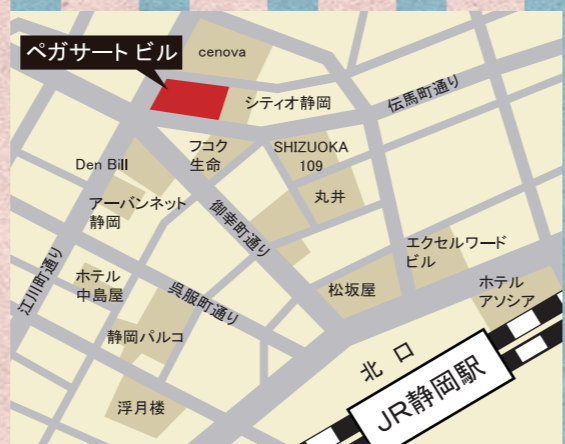 cenova
ペガサート ビル
シティオ静岡
伝馬町通り
フコク
生命
SHIZUOKA
109
Den Bill
丸井
アーバンネット
静岡
御幸町通り
エクセルワード
ビル
江川町通り
ホテル
中島屋
呉服町通り
松坂屋
ホテル
アソシア
静岡パルコ
北口
JR静岡駅
浮月楼